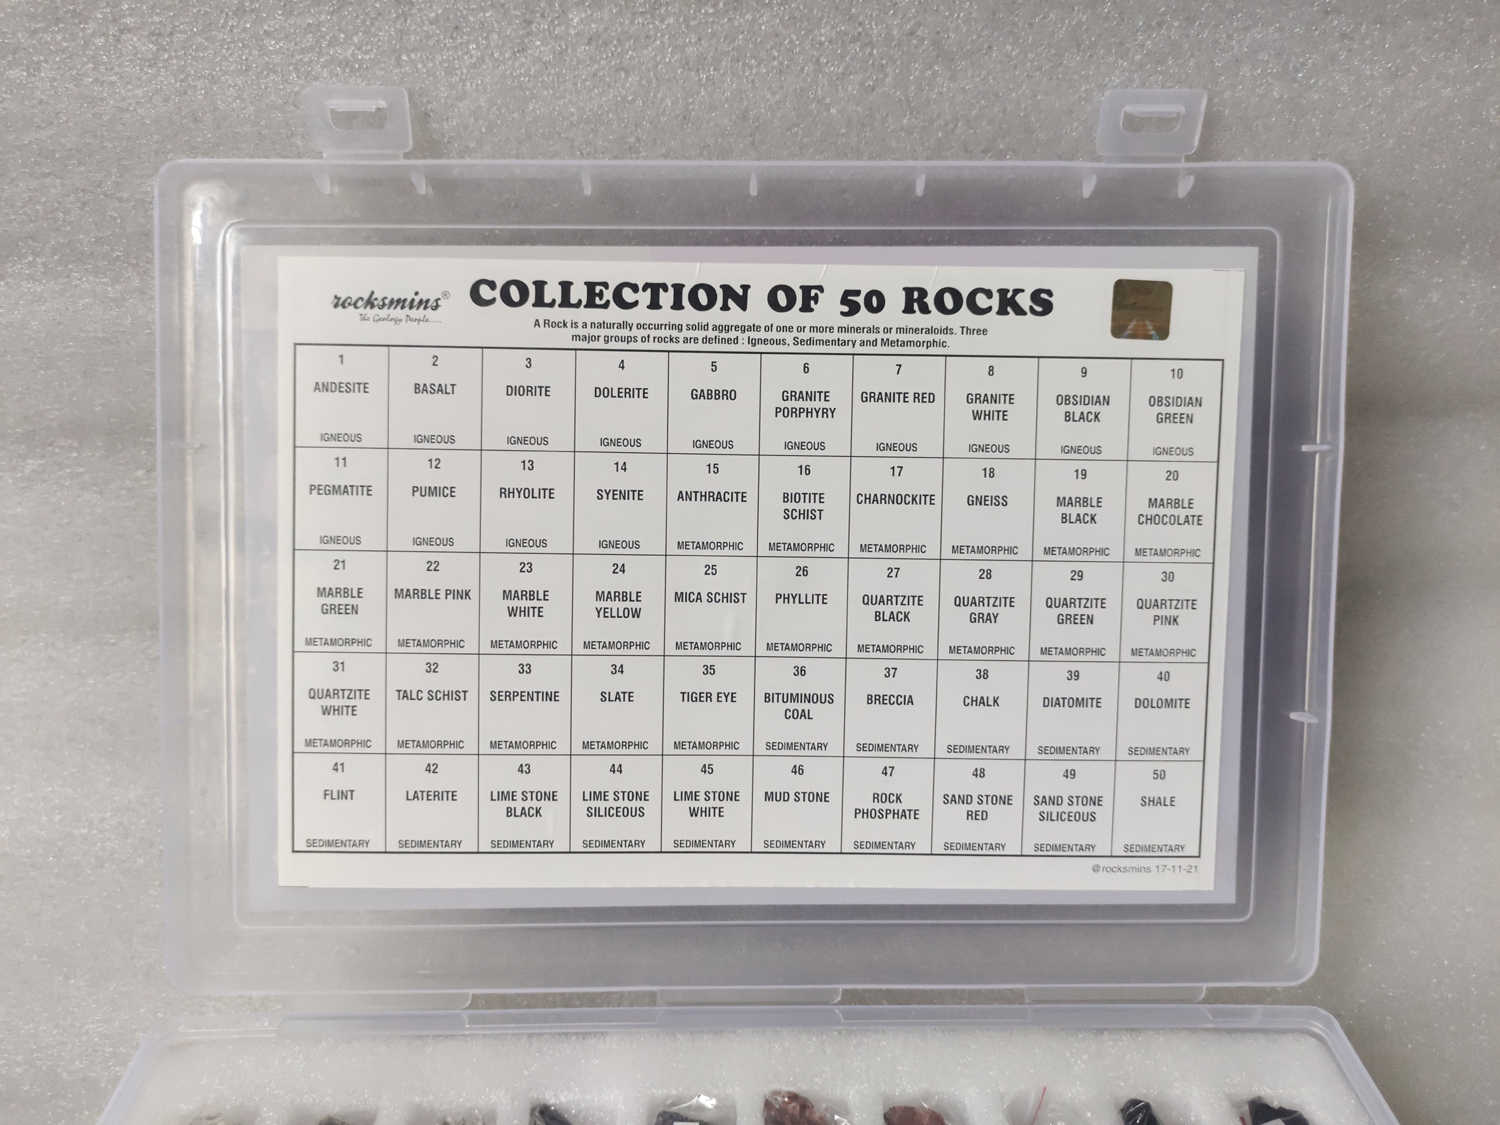 rocksmins®
The Geology People.....
COLLECTION OF 50 ROCKS
A Rock is a naturally occurring solid aggregate of one or more minerals or mineraloids. Three
major groups of rocks are defined : Igneous, Sedimentary and Metamorphic.
1 2 3 4 5 6 7 8 9 10
ANDESITE BASALT DIORITE DOLERITE GABBRO GRANITE PORPHYRY GRANITE RED GRANITE WHITE OBSIDIAN BLACK OBSIDIAN GREEN
IGNEOUS IGNEOUS IGNEOUS IGNEOUS IGNEOUS IGNEOUS IGNEOUS IGNEOUS IGNEOUS IGNEOUS
11 12 13 14 15 16 17 18 19 20
PEGMATITE PUMICE RHYOLITE SYENITE ANTHRACITE BIOTITE SCHIST CHARNOCKITE GNEISS MARBLE BLACK MARBLE CHOCOLATE
IGNEOUS IGNEOUS IGNEOUS IGNEOUS METAMORPHIC METAMORPHIC METAMORPHIC METAMORPHIC METAMORPHIC METAMORPHIC
21 22 23 24 25 26 27 28 29 30
MARBLE GREEN MARBLE PINK MARBLE WHITE MARBLE YELLOW MICA SCHIST PHYLLITE QUARTZITE BLACK QUARTZITE GRAY QUARTZITE GREEN QUARTZITE PINK
METAMORPHIC METAMORPHIC METAMORPHIC METAMORPHIC METAMORPHIC METAMORPHIC METAMORPHIC METAMORPHIC METAMORPHIC METAMORPHIC
31 32 33 34 35 36 37 38 39 40
QUARTZITE WHITE TALC SCHIST SERPENTINE SLATE TIGER EYE BITUMINOUS COAL BRECCIA CHALK DIATOMITE DOLOMITE
METAMORPHIC METAMORPHIC METAMORPHIC METAMORPHIC METAMORPHIC SEDIMENTARY SEDIMENTARY SEDIMENTARY SEDIMENTARY SEDIMENTARY
41 42 43 44 45 46 47 48 49 50
FLINT LATERITE LIME STONE BLACK LIME STONE SILICEOUS LIME STONE WHITE MUD STONE ROCK PHOSPHATE SAND STONE RED SAND STONE SILICEOUS SHALE
SEDIMENTARY SEDIMENTARY SEDIMENTARY SEDIMENTARY SEDIMENTARY SEDIMENTARY SEDIMENTARY SEDIMENTARY SEDIMENTARY SEDIMENTARY
@rocksmins 17-11-21